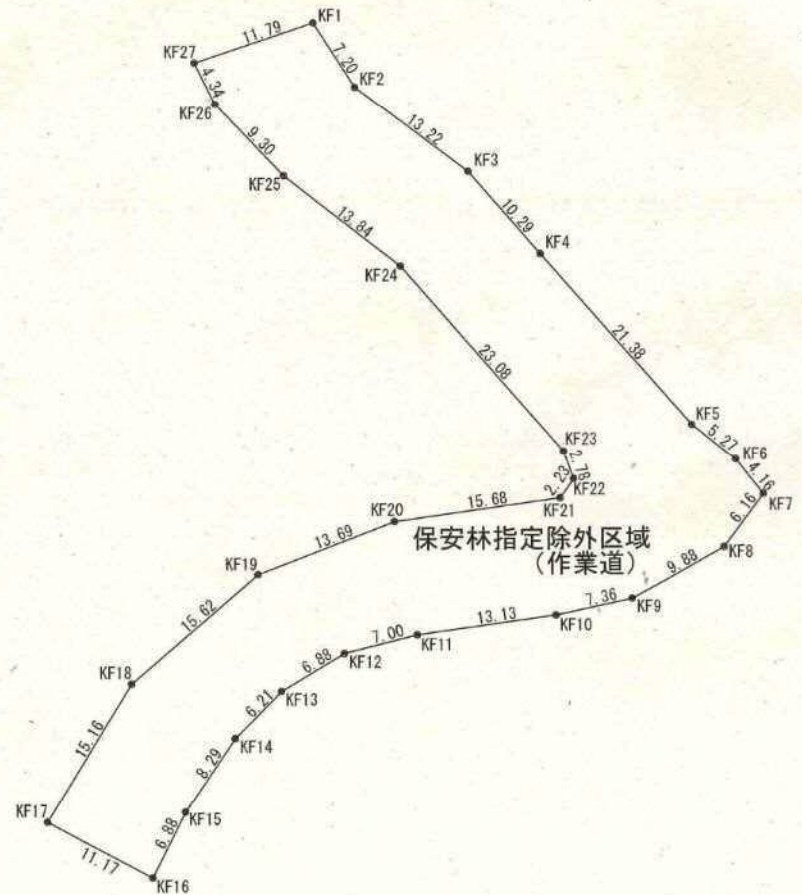 KF1
11.79
KF27
7.20
4.34
KF2
KF26
9.30
13.22
KF3
KF25
13.84
10.29
KF4
KF24
21.38
23.08
KF5
KF23
5.27
KF6
2.78
4.16
KF22
KF7
2.23
KF21
6.16
KF20
15.68
保安林指定除外区域
(作業道)
KF8
13.69
9.88
KF19
KF9
7.36
KF10
13.13
15.62
KF11
7.00
KF12
6.88
KF18
KF13
6.21
15.16
KF14
8.29
KF17
KF15
6.88
11.17
KF16